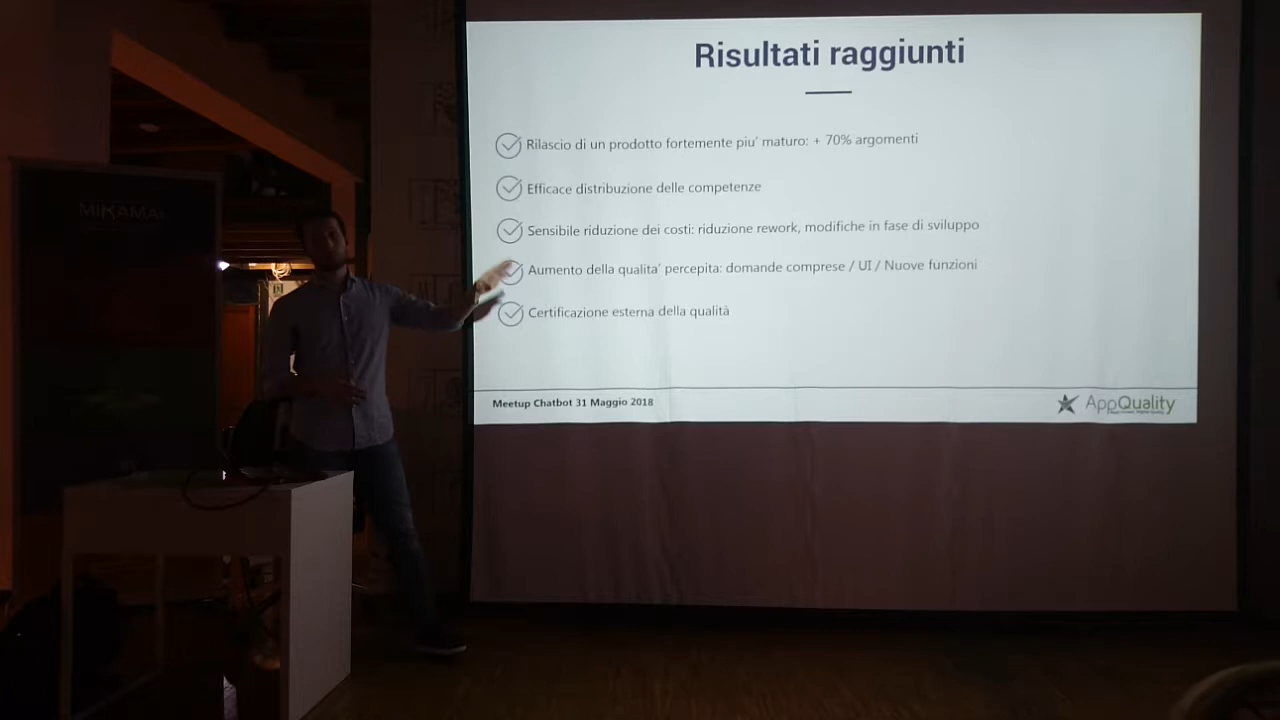 Risultati raggiunti
Rilascio di un prodotto fortemente piu' maturo: + 70% argomenti
Efficace distribuzione delle competenze
Sensibile riduzione dei costi: riduzione rework, modifiche in fase di sviluppo
Aumento della qualita' percepita: domande comprese / UI / Nuove funzioni
Certificazione esterna della qualità
Meetup Chatbot 31 Maggio 2018
AppQuality
MIKAMAI